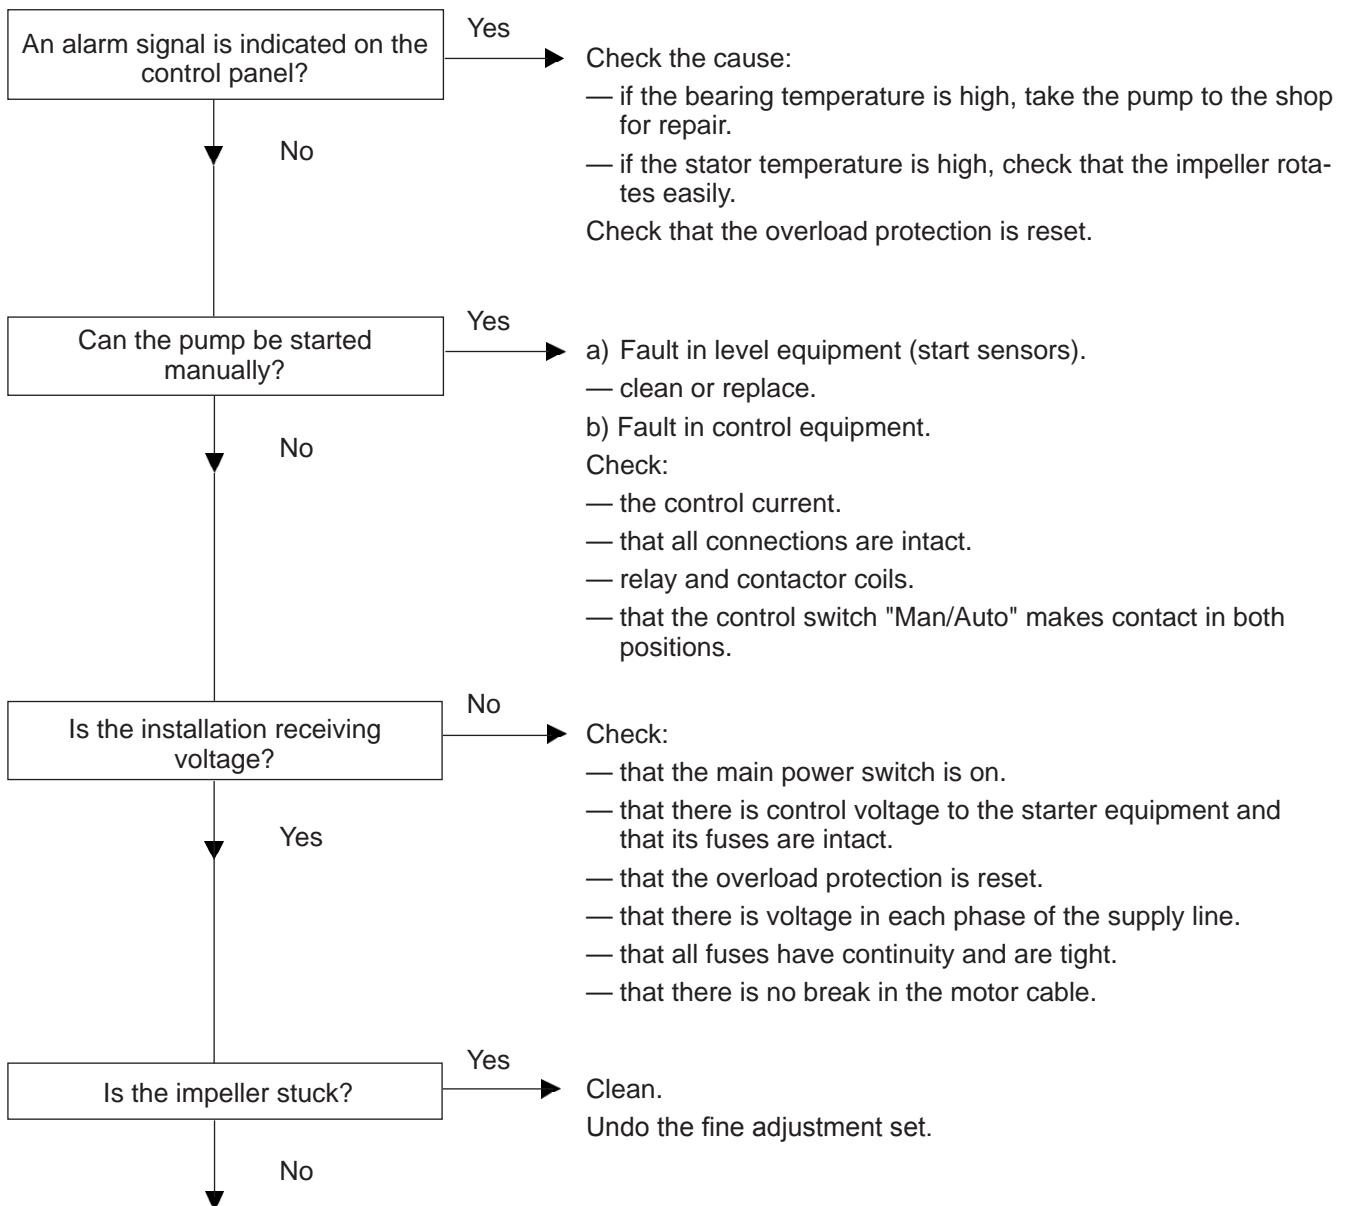 An alarm signal is indicated on the
control panel?
Yes
Check the cause:
— if the bearing temperature is high, take the pump to the shop
for repair.
— if the stator temperature is high, check that the impeller rota-
tes easily.
Check that the overload protection is reset.
No
Can the pump be started
manually?
Yes
a) Fault in level equipment (start sensors).
— clean or replace.
b) Fault in control equipment.
Check:
— the control current.
— that all connections are intact.
— relay and contactor coils.
— that the control switch "Man/Auto" makes contact in both
positions.
No
Is the installation receiving
voltage?
No
Check:
— that the main power switch is on.
— that there is control voltage to the starter equipment and
that its fuses are intact.
— that the overload protection is reset.
— that there is voltage in each phase of the supply line.
— that all fuses have continuity and are tight.
— that there is no break in the motor cable.
Yes
Is the impeller stuck?
Yes
Clean.
Undo the fine adjustment set.
No